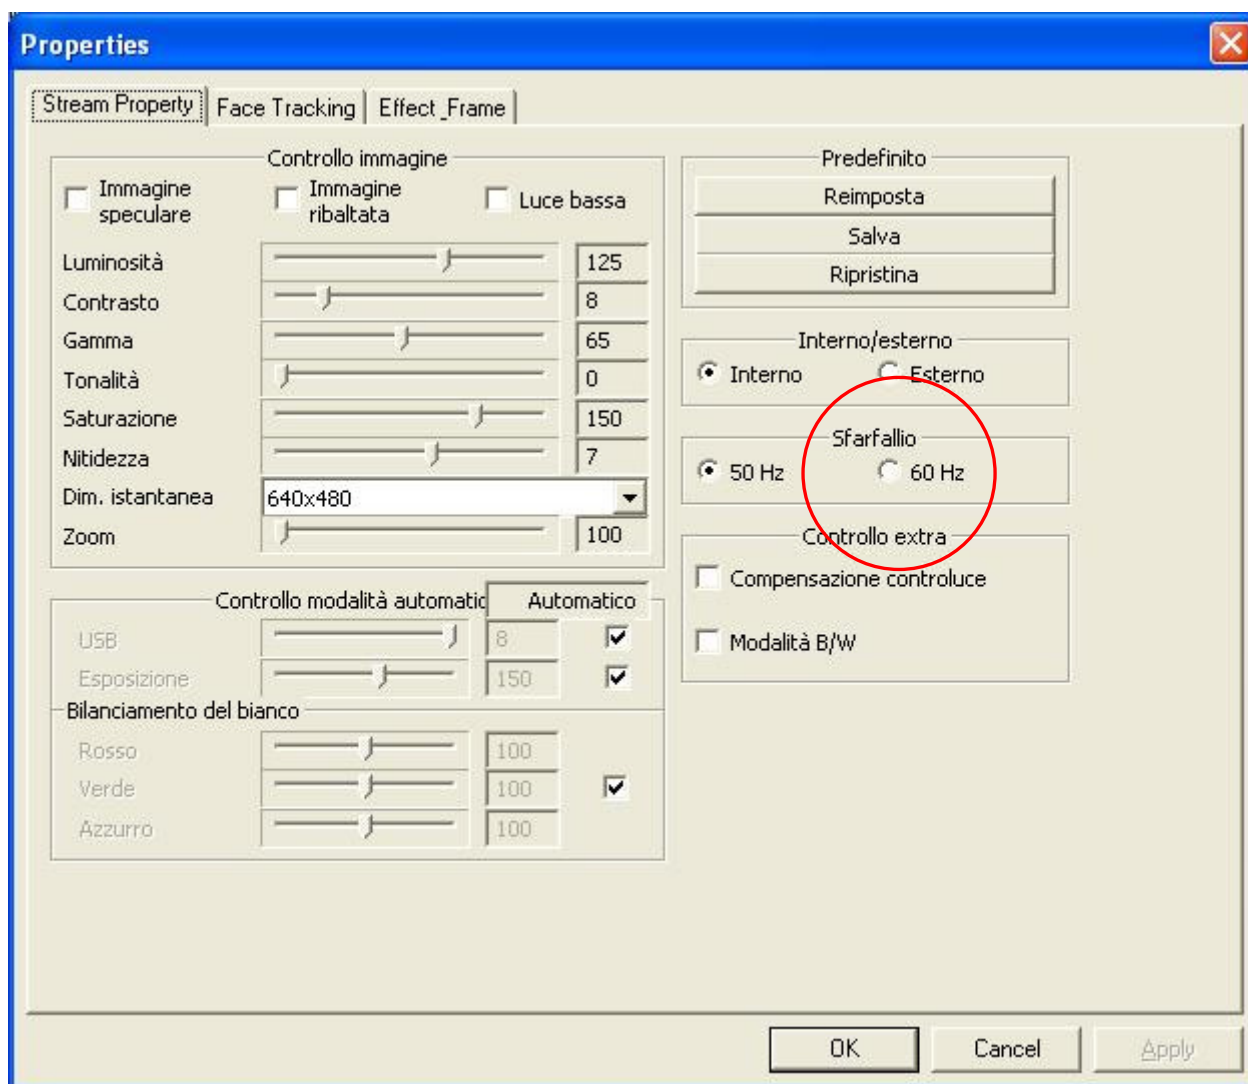 Properties
Stream Property Face Tracking Effect_Frame
Controllo immagine
Immagine speculare
Immagine ribaltata
Luce bassa
Luminosità 125
Contrasto 8
Gamma 65
Tonalità 0
Saturazione 150
Nitidezza 7
Dim. istantanea 640x480
Zoom 100
Controllo modalità automatic Automatico
USB 8
Esposizione 150
Bilanciamento del bianco
Rosso 100
Verde 100
Azzurro 100
Predefinito
Reimposta
Salva
Ripristina
Interno/esterno
Interno Esterno
Sfarfallio
50 Hz 60 Hz
Controllo extra
Compensazione controluce
Modalità B/W
OK Cancel Apply